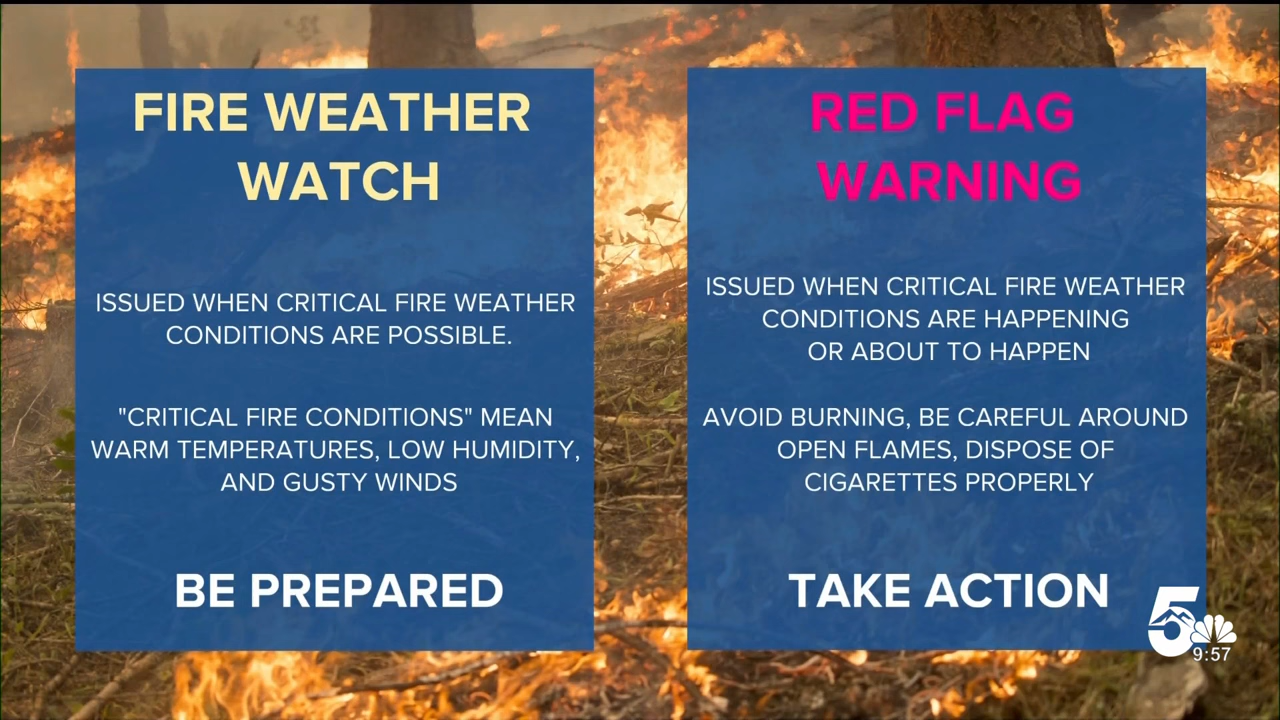 FIRE WEATHER
WATCH
ISSUED WHEN CRITICAL FIRE WEATHER
CONDITIONS ARE POSSIBLE.
"CRITICAL FIRE CONDITIONS" MEAN
WARM TEMPERATURES, LOW HUMIDITY,
AND GUSTY WINDS
BE PREPARED
RED FLAG
WARNING
ISSUED WHEN CRITICAL FIRE WEATHER
CONDITIONS ARE HAPPENING
OR ABOUT TO HAPPEN
AVOID BURNING, BE CAREFUL AROUND
OPEN FLAMES, DISPOSE OF
CIGARETTES PROPERLY
TAKE ACTION
5
9:57